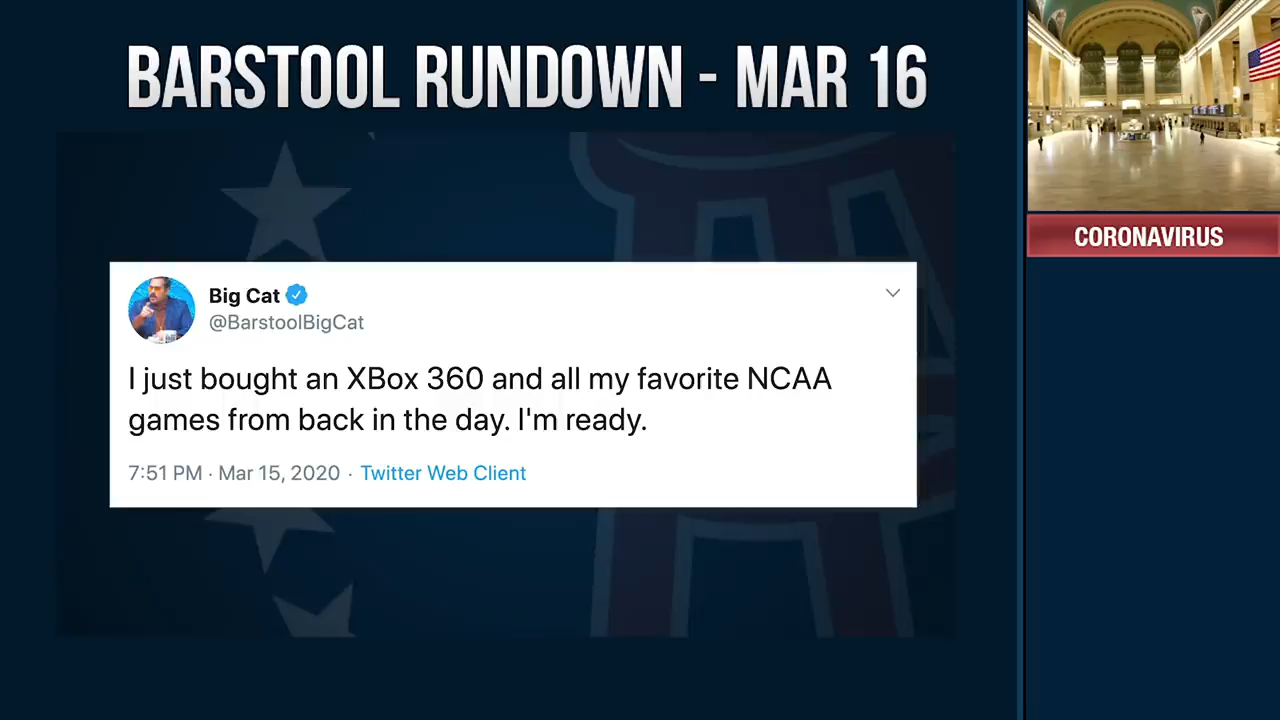 BARSTOOL RUNDOWN - MAR 16
Big Cat
@BarstoolBigCat
I just bought an XBox 360 and all my favorite NCAA
games from back in the day. I'm ready.
7:51 PM · Mar 15, 2020 · Twitter Web Client
CORONAVIRUS